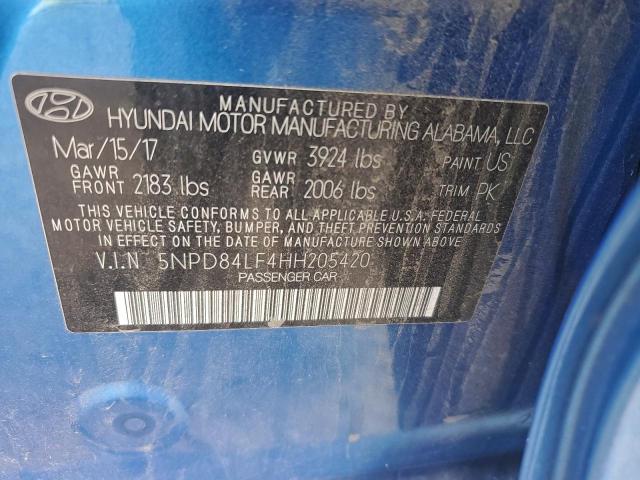 MANUFACTURED BY
HYUNDAI MOTOR MANUFACTURING ALABAMA, LLC
Mar/15/17 GVWR 3924 lbs PAINT US
GAWR FRONT 2183 lbs GAWR REAR 2006 lbs TRIM PK
THIS VEHICLE CONFORMS TO ALL APPLICABLE U.S.A. FEDERAL
MOTOR VEHICLE SAFETY, BUMPER, AND THEFT PREVENTION STANDARDS
IN EFFECT ON THE DATE OF MANUFACTURE SHOWN ABOVE.
V.I.N 5NPD84LF4HH205420
PASSENGER CAR